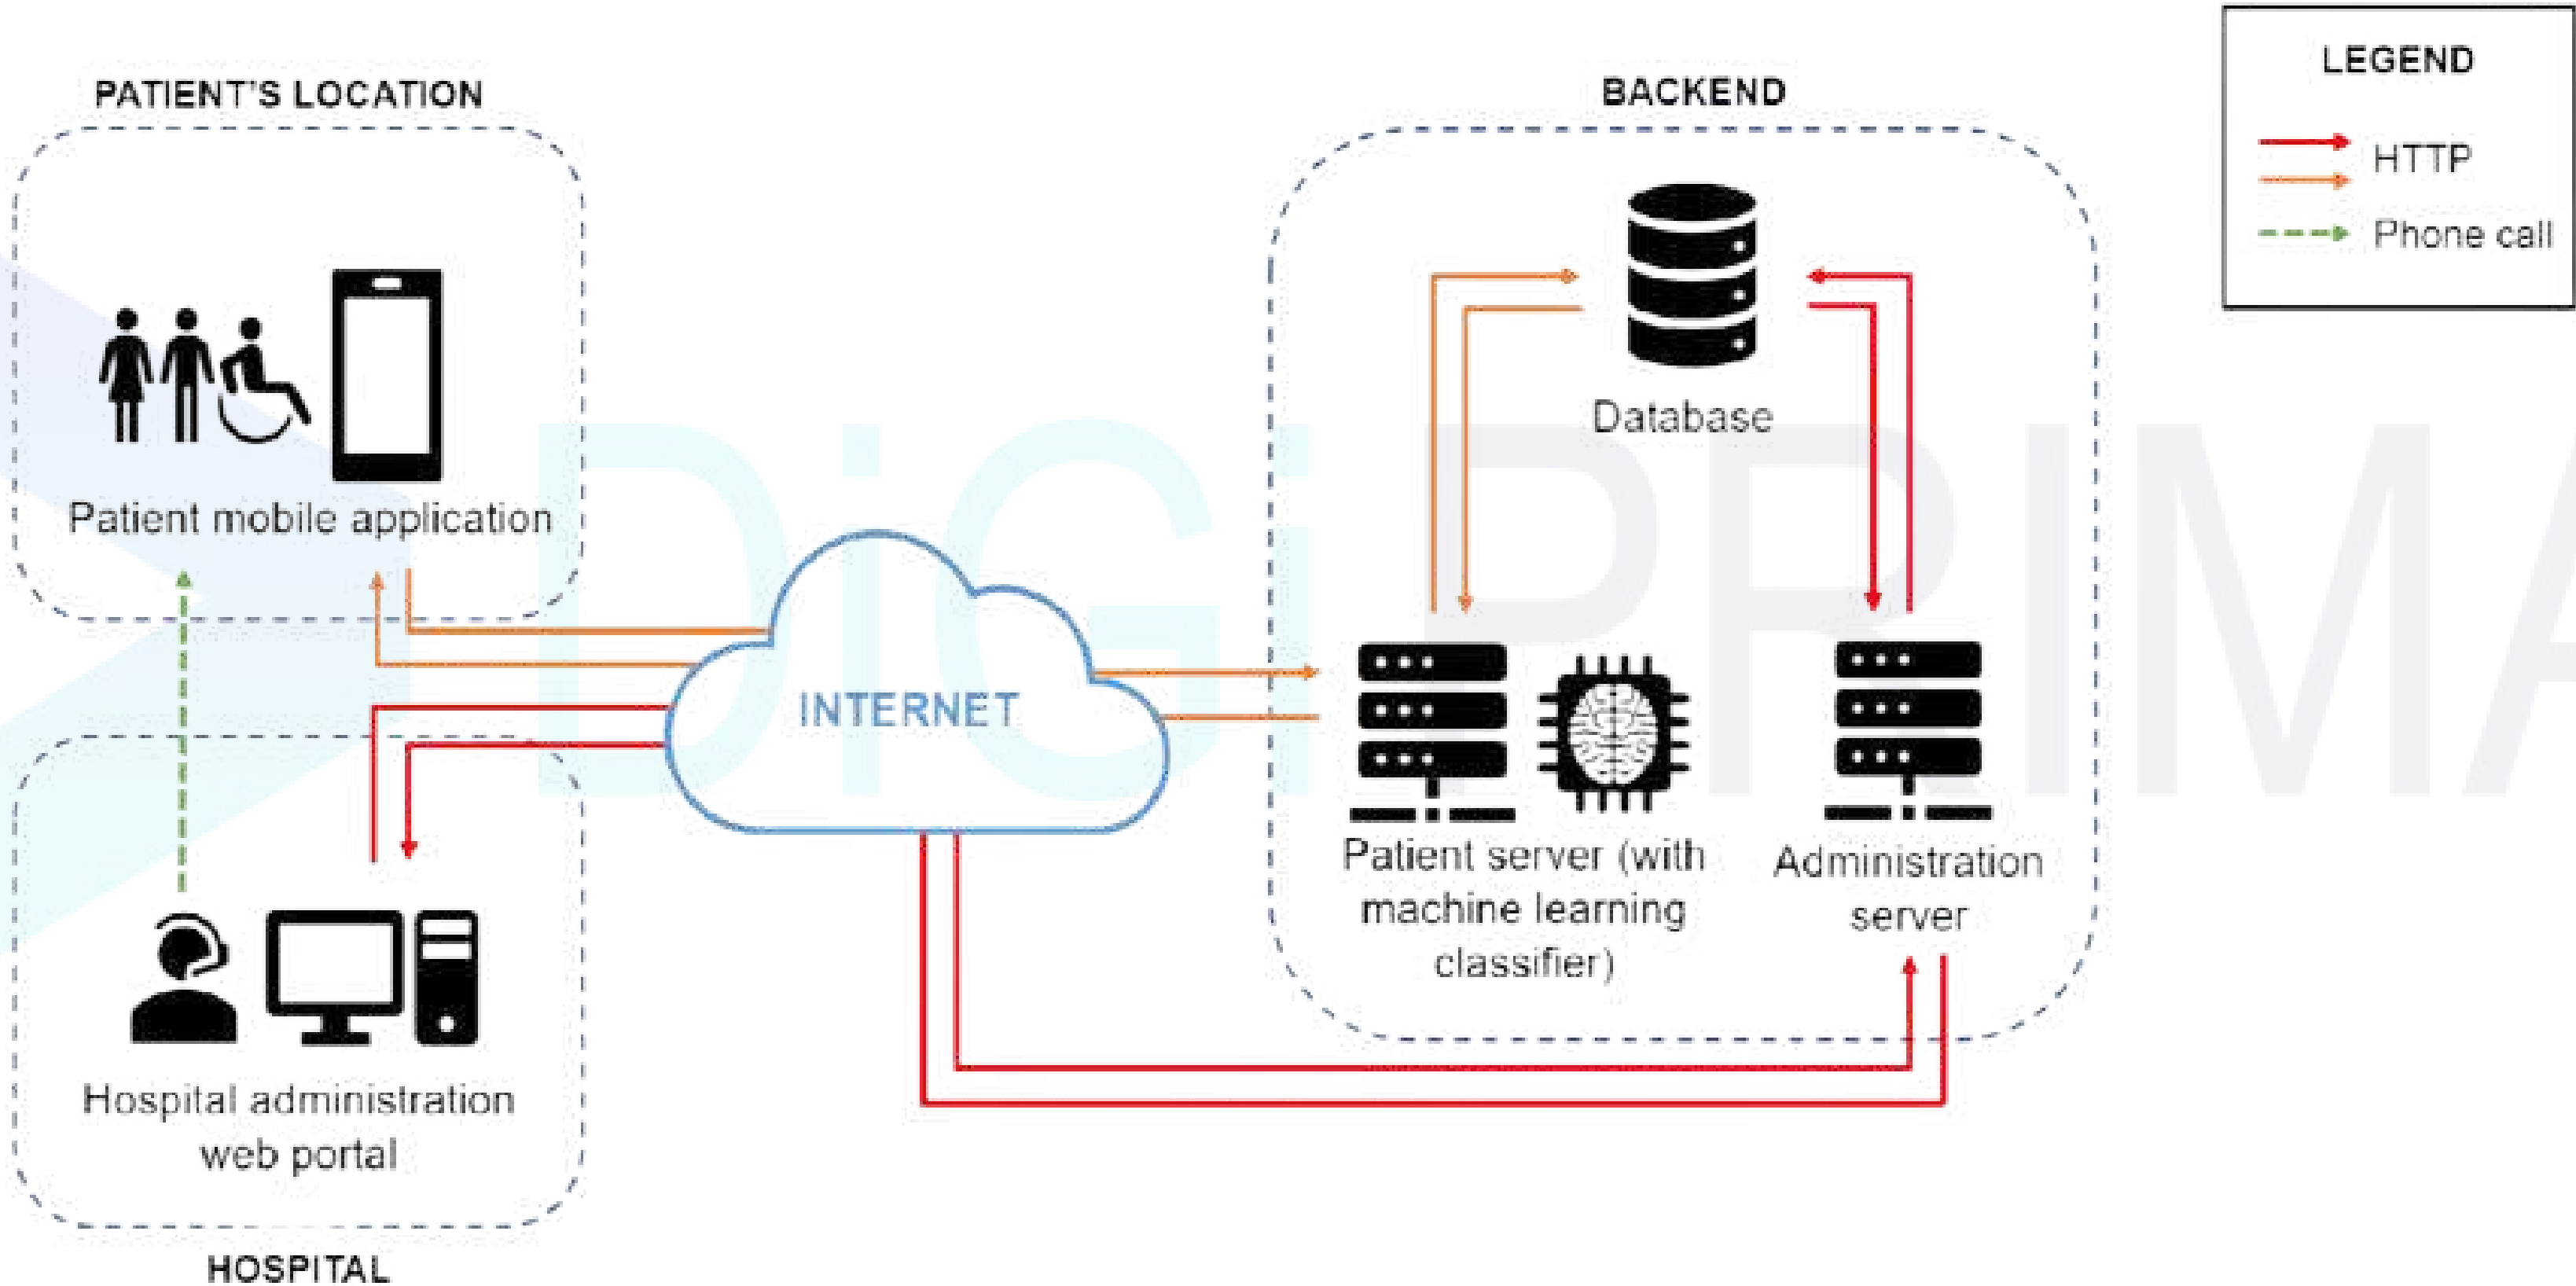 PATIENT'S LOCATION
Patient mobile application
Hospital administration
web portal
HOSPITAL
INTERNET
BACKEND
Database
Patient server (with
machine learning
classifier)
Administration
server
LEGEND
HTTP
Phone call
DiGi PRIMA